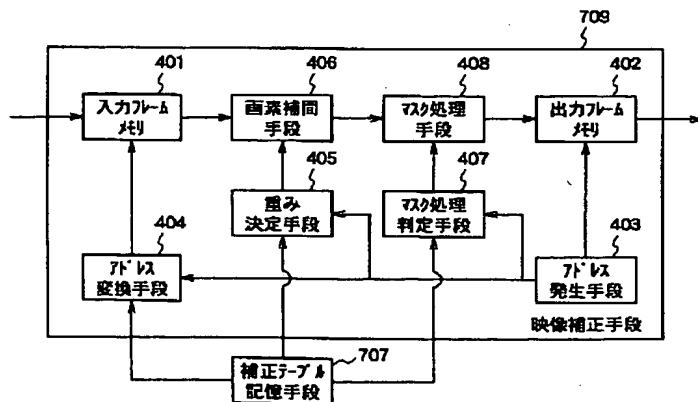 709
401
406
408
402
入力フレーム
メモリ
画素補間
手段
マスク処理
手段
出力フレーム
メモリ
405
407
重み
決定手段
マスク処理
判定手段
404
403
アドレス
変換手段
アドレス
発生手段
映像補正手段
707
補正テーブル
記憶手段